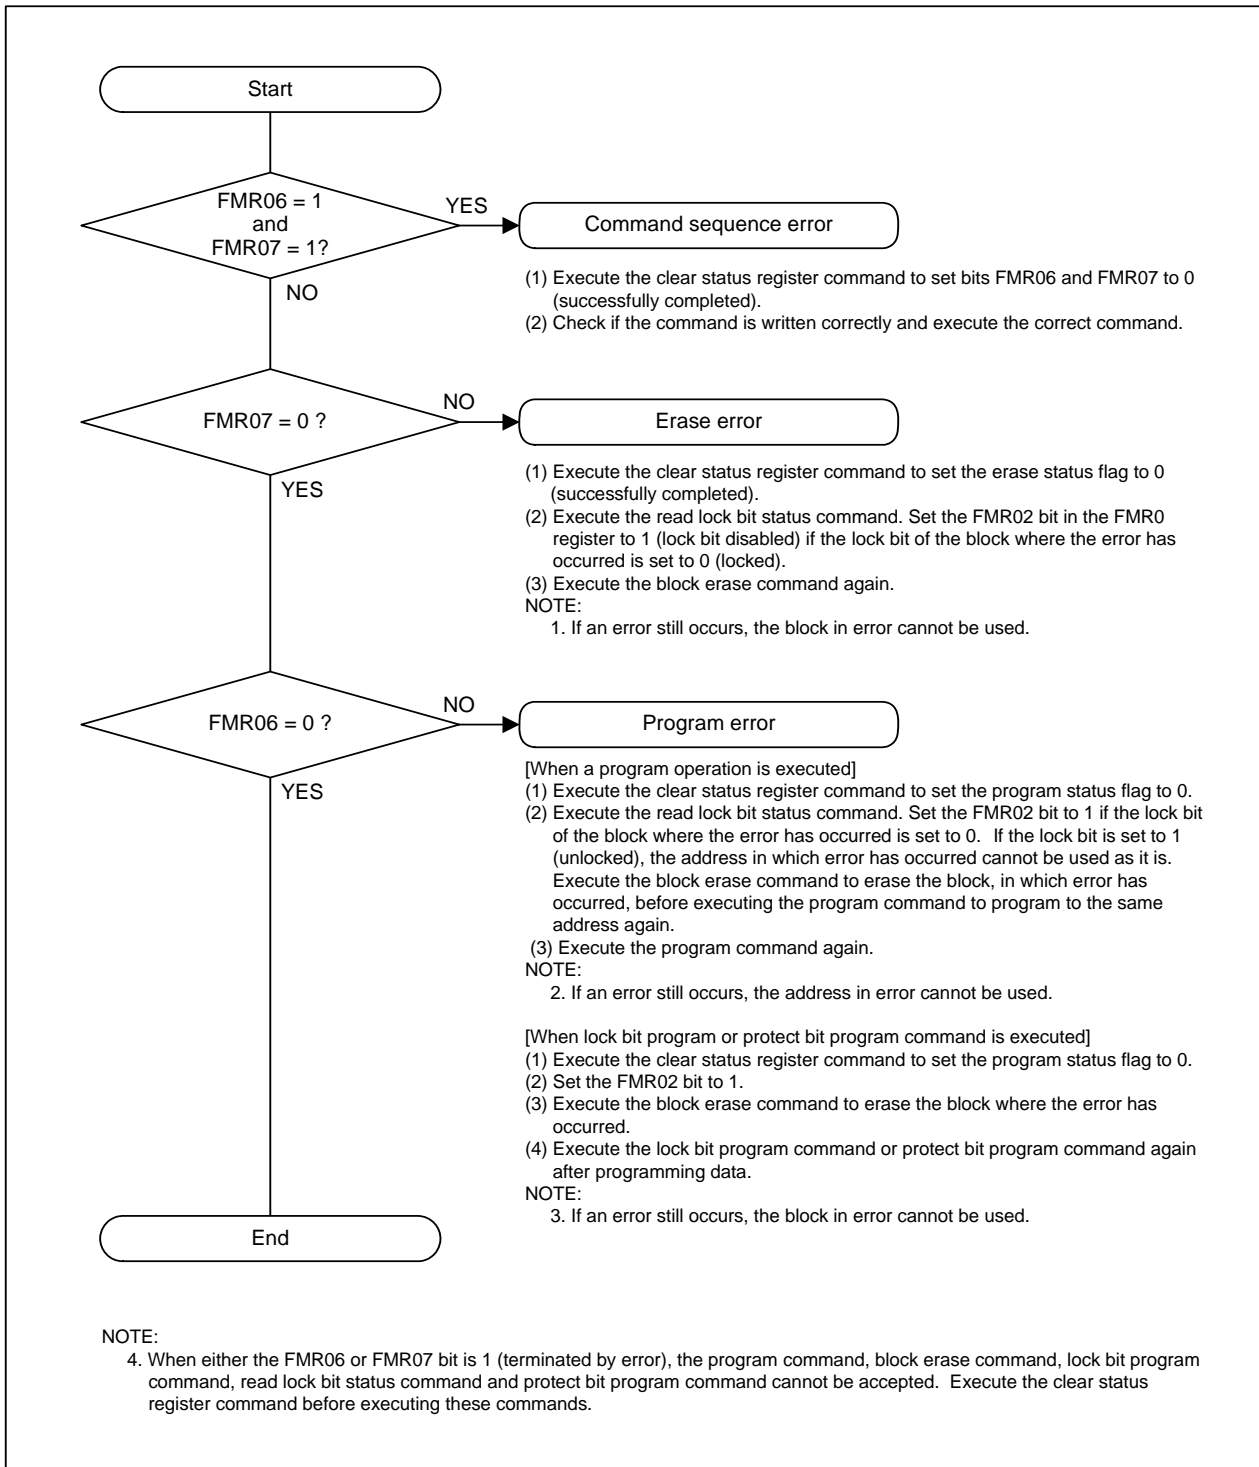 Start
FMR06 = 1
and
FMR07 = 1?
YES
Command sequence error
NO
(1) Execute the clear status register command to set bits FMR06 and FMR07 to 0
(successfully completed).
(2) Check if the command is written correctly and execute the correct command.
FMR07 = 0 ?
NO
Erase error
YES
(1) Execute the clear status register command to set the erase status flag to 0
(successfully completed).
(2) Execute the read lock bit status command. Set the FMR02 bit in the FMR0
register to 1 (lock bit disabled) if the lock bit of the block where the error has
occurred is set to 0 (locked).
(3) Execute the block erase command again.
NOTE:
1. If an error still occurs, the block in error cannot be used.
FMR06 = 0 ?
NO
Program error
YES
[When a program operation is executed]
(1) Execute the clear status register command to set the program status flag to 0.
(2) Execute the read lock bit status command. Set the FMR02 bit to 1 if the lock bit
of the block where the error has occurred is set to 0. If the lock bit is set to 1
(unlocked), the address in which error has occurred cannot be used as it is.
Execute the block erase command to erase the block, in which error has
occurred, before executing the program command to program to the same
address again.
(3) Execute the program command again.
NOTE:
2. If an error still occurs, the address in error cannot be used.
[When lock bit program or protect bit program command is executed]
(1) Execute the clear status register command to set the program status flag to 0.
(2) Set the FMR02 bit to 1.
(3) Execute the block erase command to erase the block where the error has
occurred.
(4) Execute the lock bit program command or protect bit program command again
after programming data.
NOTE:
3. If an error still occurs, the block in error cannot be used.
End
NOTE:
4. When either the FMR06 or FMR07 bit is 1 (terminated by error), the program command, block erase command, lock bit program
command, read lock bit status command and protect bit program command cannot be accepted. Execute the clear status
register command before executing these commands.